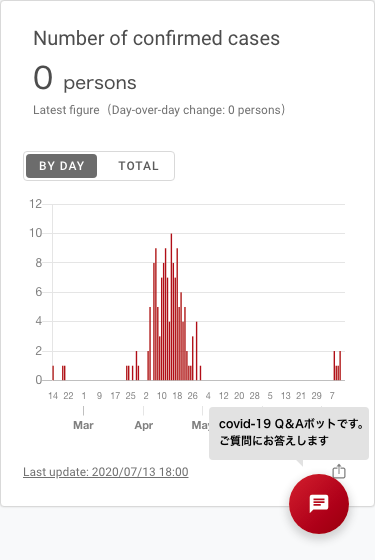 Number of confirmed cases
0 persons
Latest figure（Day-over-day change: 0 persons）
BY DAY TOTAL
12
10
8
6
4
2
0
14 22 1 9 17 25 2 10 18 26 4 12 20 28 5 13 21 29 7
Mar Apr May
covid-19 Q&Aボットです。
ご質問にお答えします
Last update: 2020/07/13 18:00